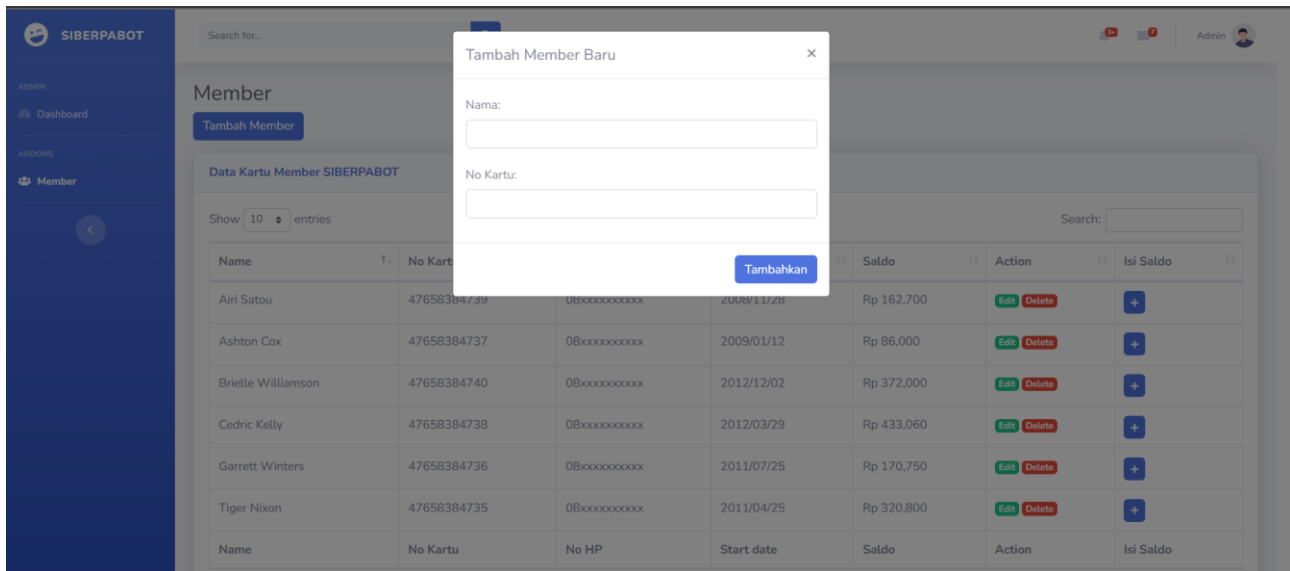 SIBERPABOT
Search for...
3+
7
Admin
ADMIN
Dashboard
ADDONS
Member
Member
Tambah Member
Tambah Member Baru
×
Nama:
No Kartu:
Tambahkan
Data Kartu Member SIBERPABOT
Show 10 entries
Search:
Name No Kart Saldo Action Isi Saldo
Airi Satou 47658384739 08xxxxxxxxxx 2008/11/28 Rp 162,700 Edit Delete +
Ashton Cox 47658384737 08xxxxxxxxxx 2009/01/12 Rp 86,000 Edit Delete +
Brielle Williamson 47658384740 08xxxxxxxxxx 2012/12/02 Rp 372,000 Edit Delete +
Cedric Kelly 47658384738 08xxxxxxxxxx 2012/03/29 Rp 433,060 Edit Delete +
Garrett Winters 47658384736 08xxxxxxxxxx 2011/07/25 Rp 170,750 Edit Delete +
Tiger Nixon 47658384735 08xxxxxxxxxx 2011/04/25 Rp 320,800 Edit Delete +
Name No Kartu No HP Start date Saldo Action Isi Saldo